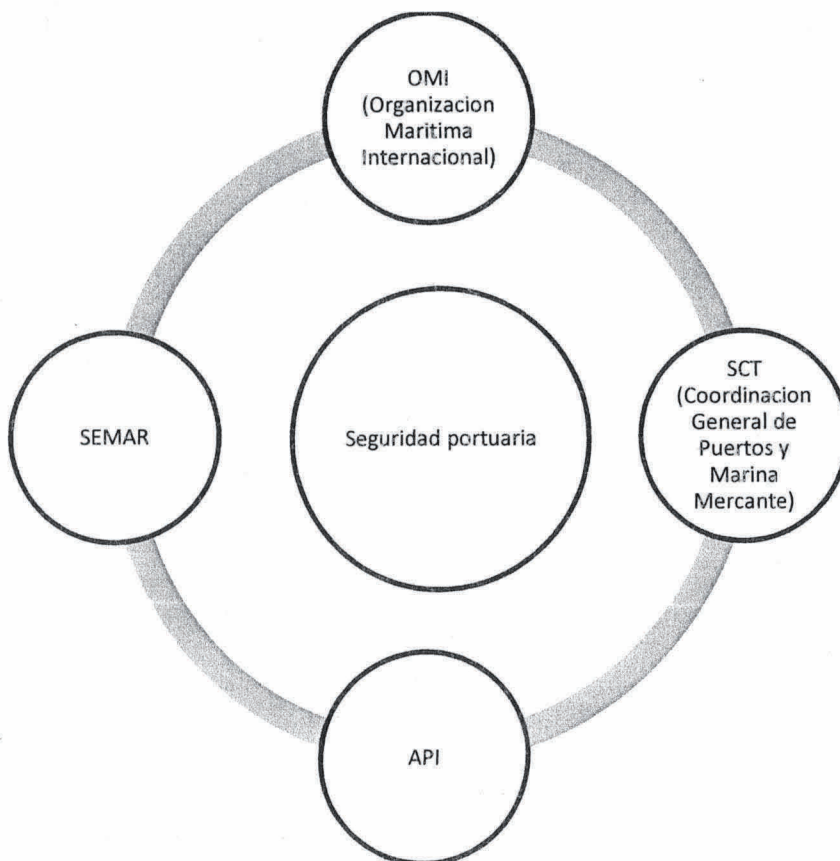 OMI
(Organizacion
Maritima
Internacional)
SEMAR
Seguridad portuaria
SCT
(Coordinacion
General de
Puertos y
Marina
Mercante)
API